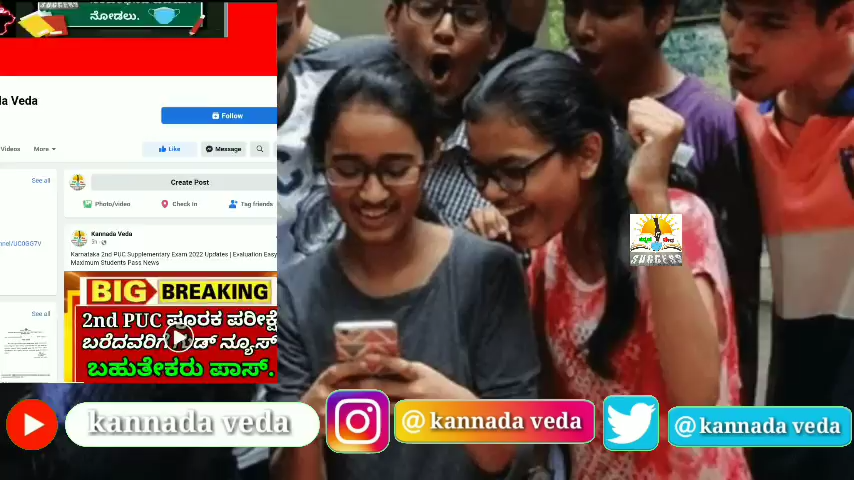 ನೋಡಲು.
da Veda
Follow
Videos More
Like
Message
See all
Create Post
Photo/video
Check In
Tag friends
Kannada Veda
Karnataka 2nd PUC Supplementary Exam 2022 Updates | Evaluation Easy
Maximum Students Pass News
See all
BIG BREAKING
2nd PUC ಪೂರಕ ಪರೀಕ್ಷೆ
ಬರೆದವರಿಗೆ ನ್ಯೂಸ್
ಬಹುತೇಕರು ಪಾಸ್.
SUCCESS
kannada veda
@kannada veda
@kannada veda